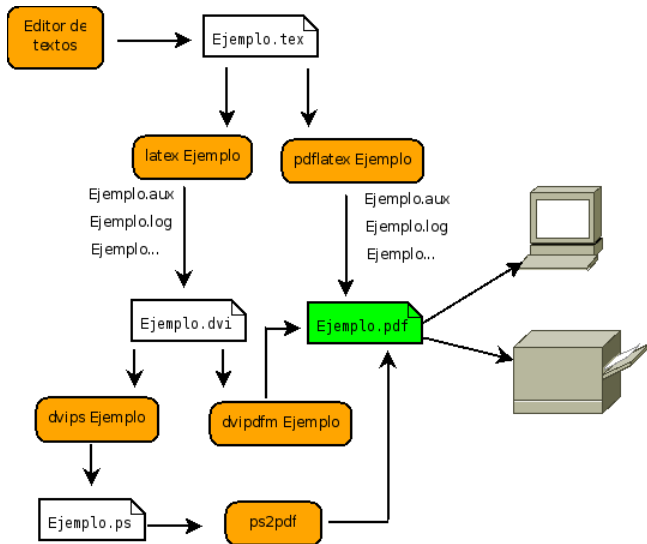 Editor de
textos
Ejemplo.tex
latex Ejemplo
pdflatex Ejemplo
Ejemplo.aux
Ejemplo.log
Ejemplo...
Ejemplo.aux
Ejemplo.log
Ejemplo...
Ejemplo.dvi
Ejemplo.pdf
dvips Ejemplo
dvipdfm Ejemplo
Ejemplo.ps
ps2pdf